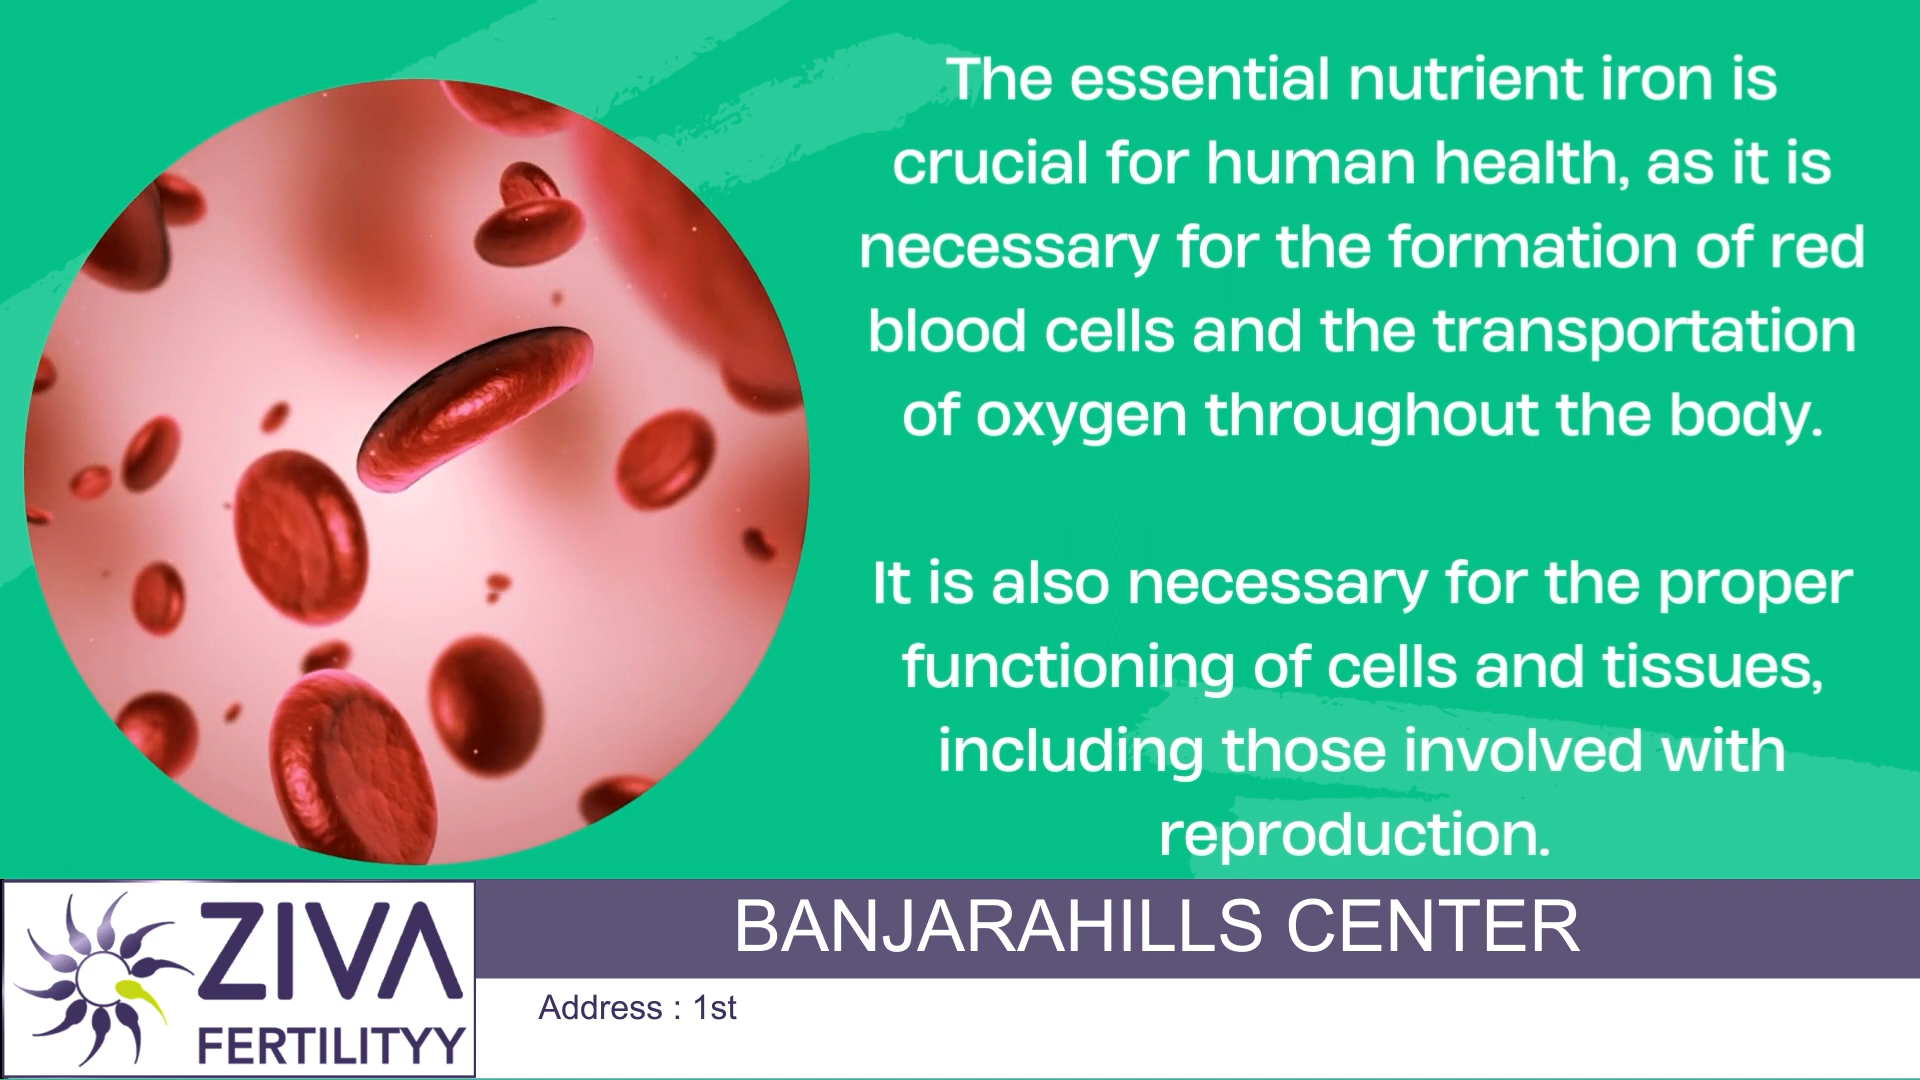 The essential nutrient iron is
crucial for human health, as it is
necessary for the formation of red
blood cells and the transportation
of oxygen throughout the body.
It is also necessary for the proper
functioning of cells and tissues,
including those involved with
reproduction.
ZIVA
FERTILITYY
BANJARAHILLS CENTER
Address : 1st